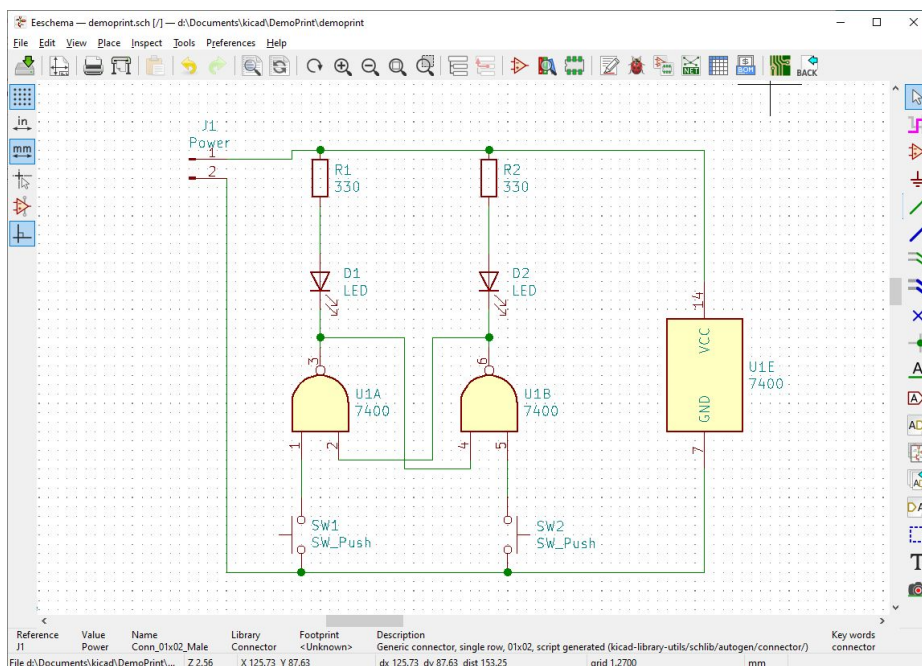 Eeschema — demoprint.sch [/] — d:\Documents\kicad\DemoPrint\demoprint
File Edit View Place Inspect Tools Preferences Help
NET BOM BACK
in
mm
J1
Power
1
2
R1
330
R2
330
D1
LED
D2
LED
14
VCC
U1E
7400
GND
7
3
U1A
7400
1
2
6
U1B
7400
4
5
SW1
SW_Push
SW2
SW_Push
A
A
T
Reference Value Name Library Footprint Description Key words
J1 Power Conn_01x02_Male Connector <Unknown> Generic connector, single row, 01x02, script generated (kicad-library-utils/schlib/autogen/connector/) connector
File d:\Documents\kicad\DemoPrint\... Z 2.56 X 125.73 Y 87.63 dx 125.73 dy 87.63 dist 153.25 grid 1.2700 mm